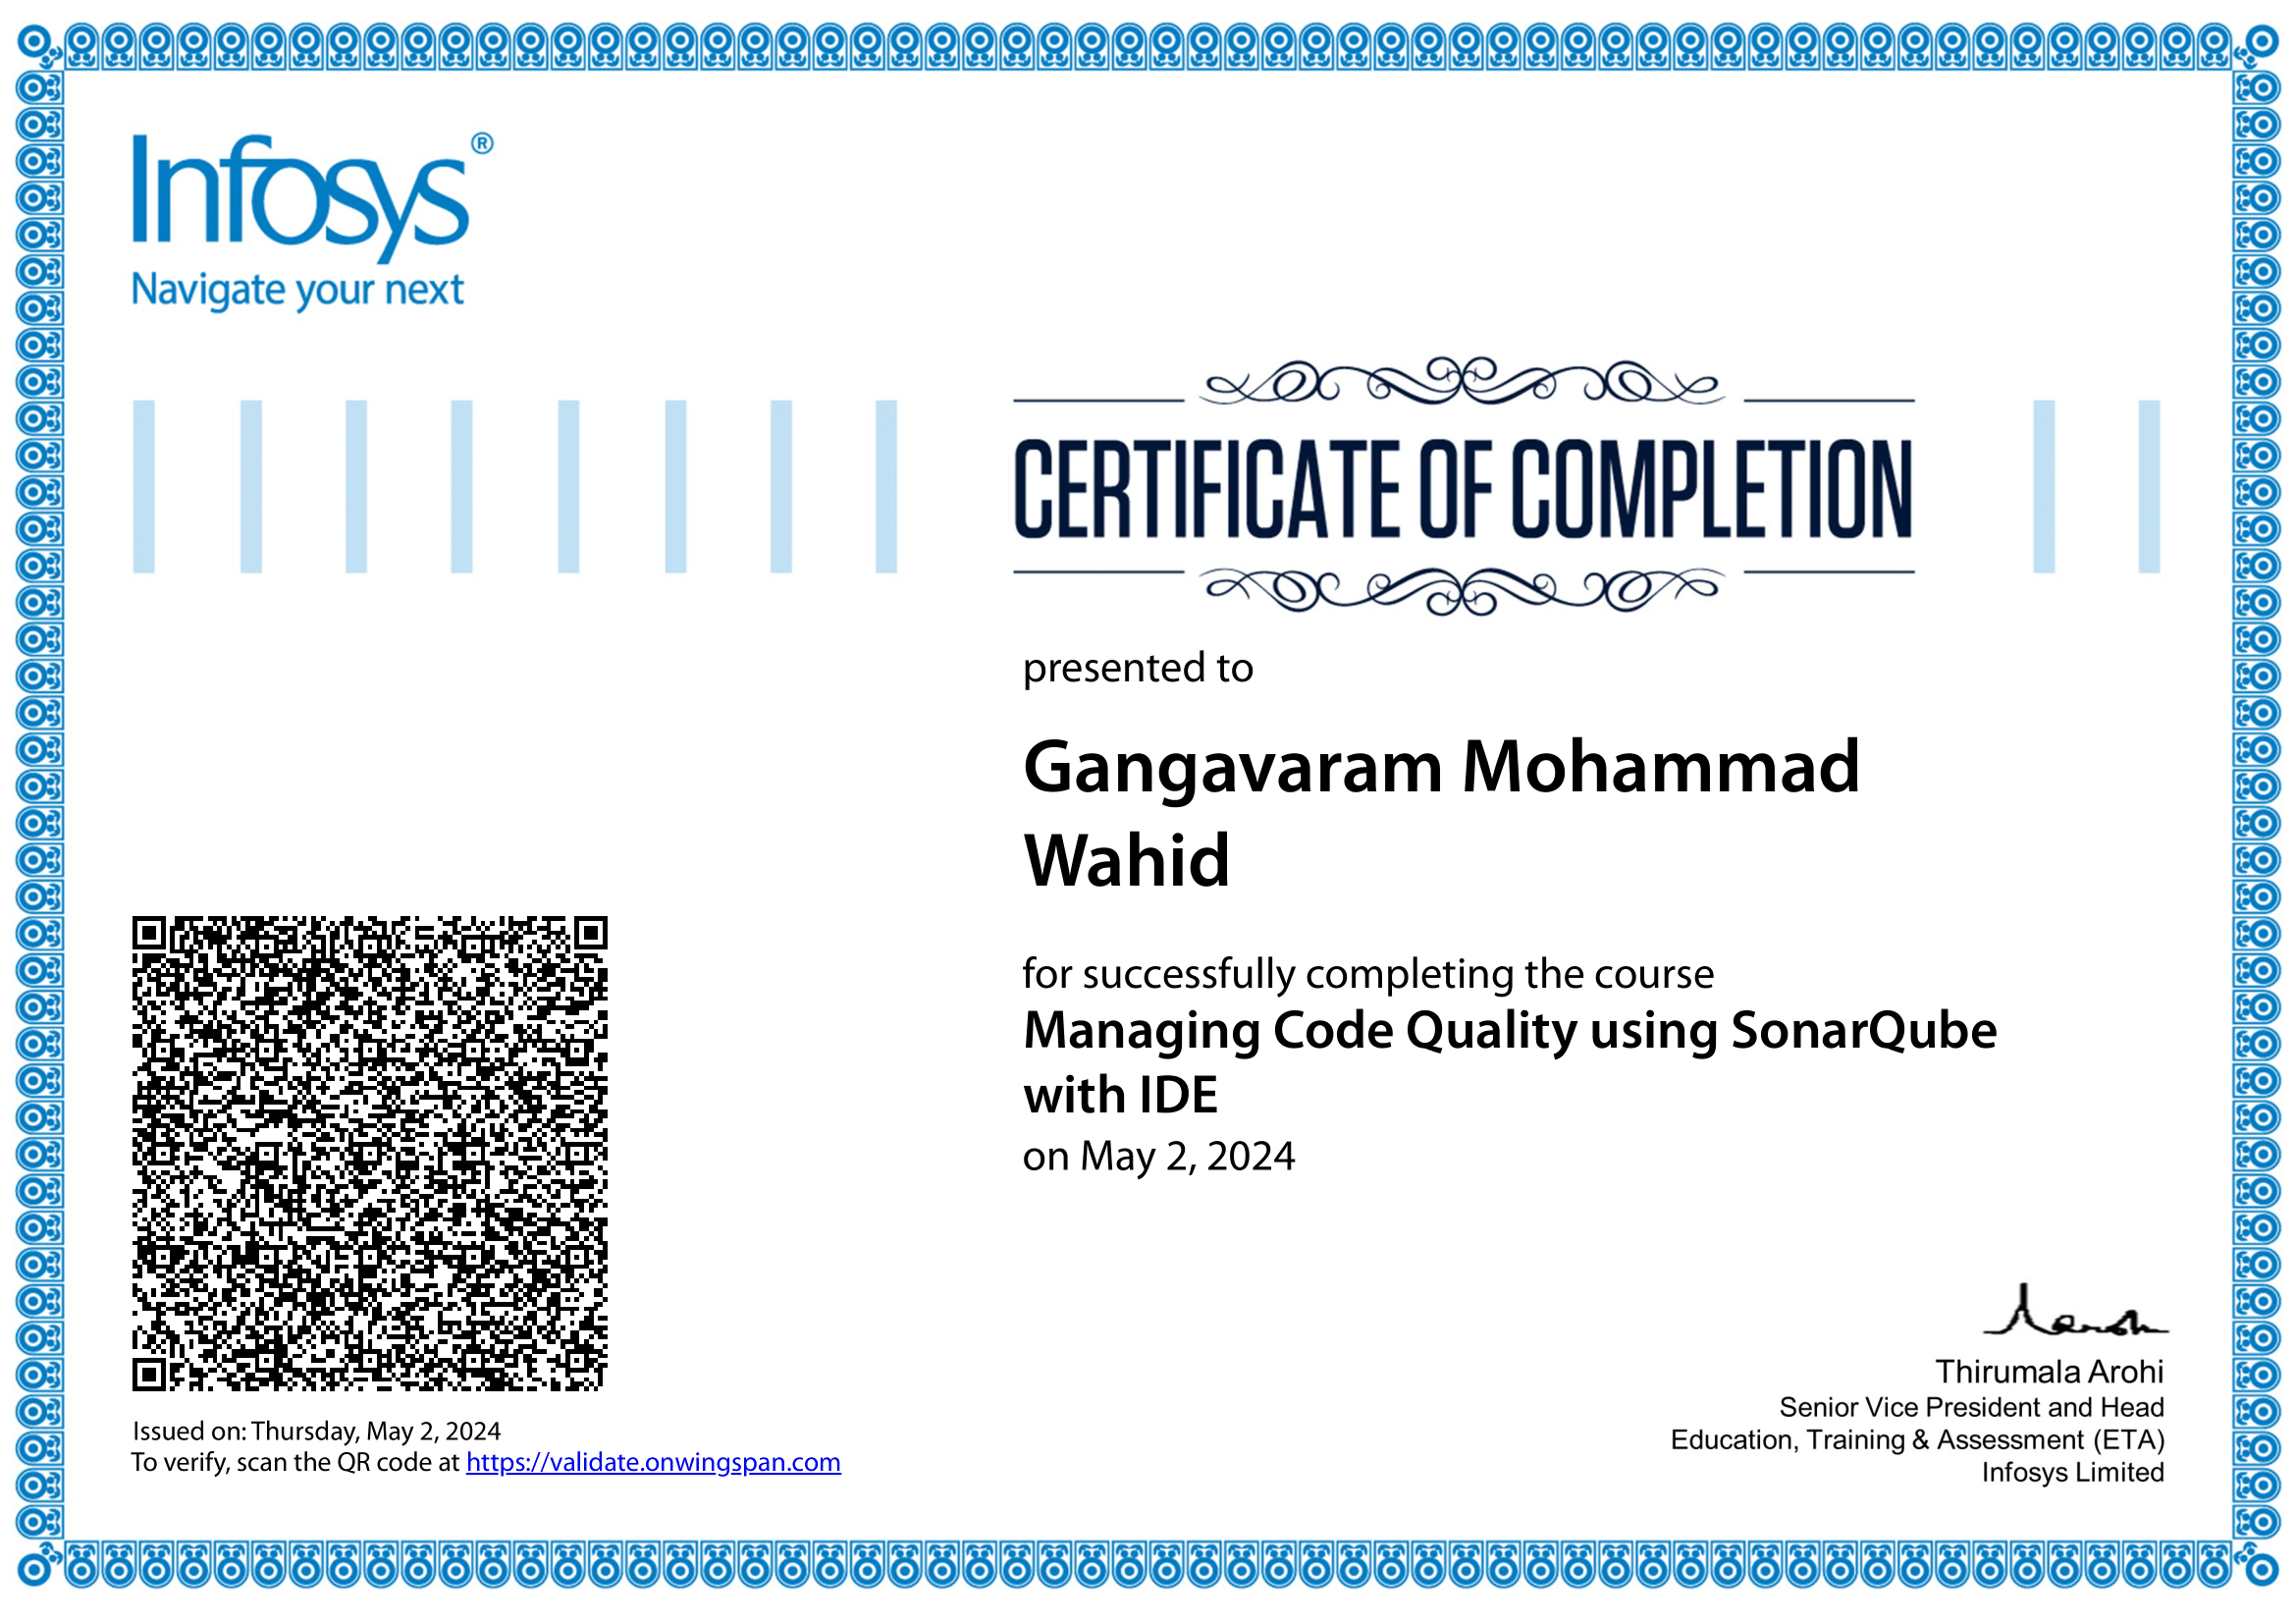 Infosys®
Navigate your next
CERTIFICATE OF COMPLETION
presented to
Gangavaram Mohammad
Wahid
for successfully completing the course
Managing Code Quality using SonarQube
with IDE
on May 2, 2024
Thirumala Arohi
Senior Vice President and Head
Education, Training & Assessment (ETA)
Infosys Limited
Issued on: Thursday, May 2, 2024
To verify, scan the QR code at https://validate.onwingspan.com